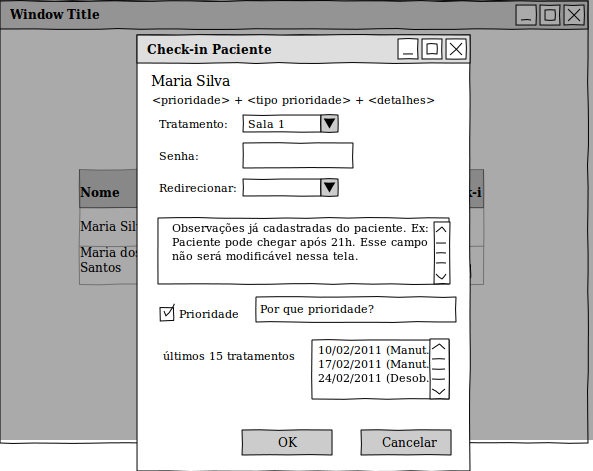 Window Title
Check-in Paciente
Maria Silva
<prioridade> + <tipo prioridade> + <detalhes>
Tratamento: Sala 1
Senha:
Redirecionar:
Nome
k-i
Maria Sil
Maria dos
Santos
Observações já cadastradas do paciente. Ex:
Paciente pode chegar após 21h. Esse campo
não será modificável nessa tela.
Prioridade
Por que prioridade?
últimos 15 tratamentos
10/02/2011 (Manut.
17/02/2011 (Manut.
24/02/2011 (Desob.
OK
Cancelar